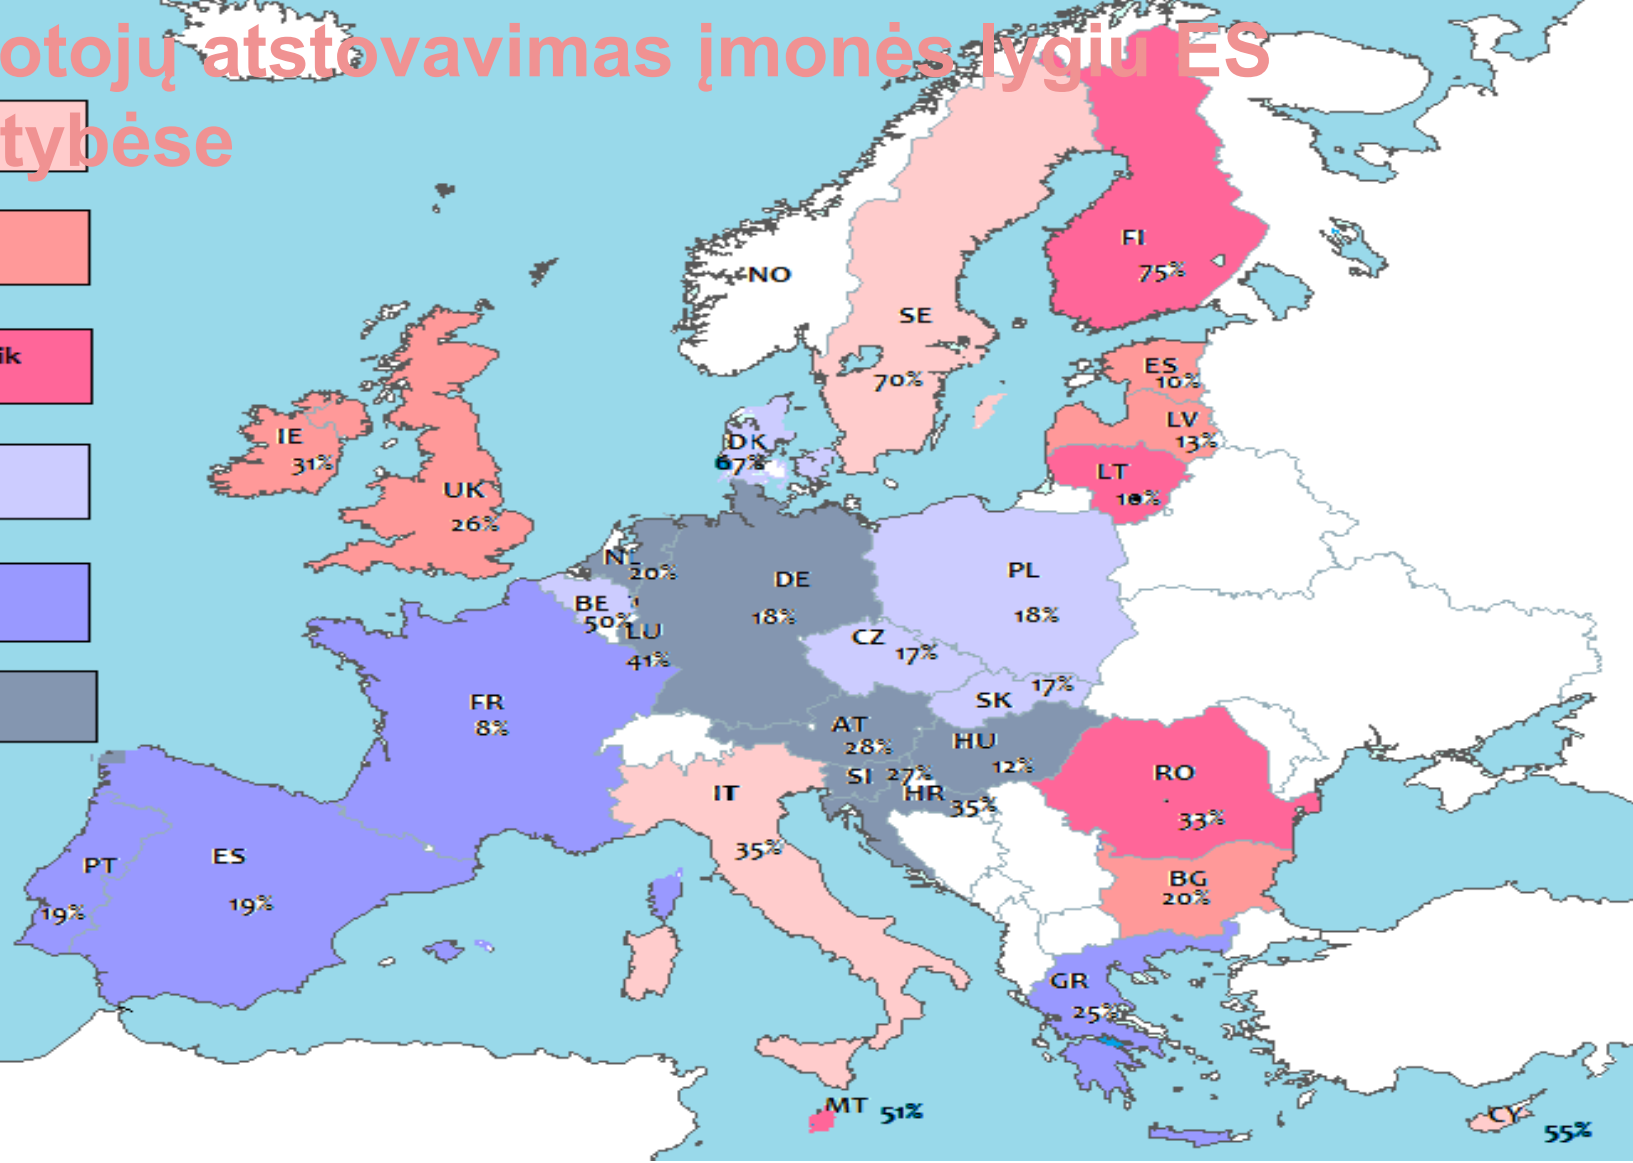 otojų atstovavimas įmonės lygiu ES
tybėse
ik
FI
75%
NO
SE
70%
ES
10%
LV
13%
LT
10%
DK
67%
IE
31%
UK
26%
NL
20%
DE
18%
PL
18%
BE
50%
LU
41%
CZ
17%
SK
17%
FR
8%
AT
28%
HU
12%
SI
27%
HR
35%
IT
35%
RO
33%
PT
19%
ES
19%
BG
20%
GR
25%
MT 51%
CY
55%